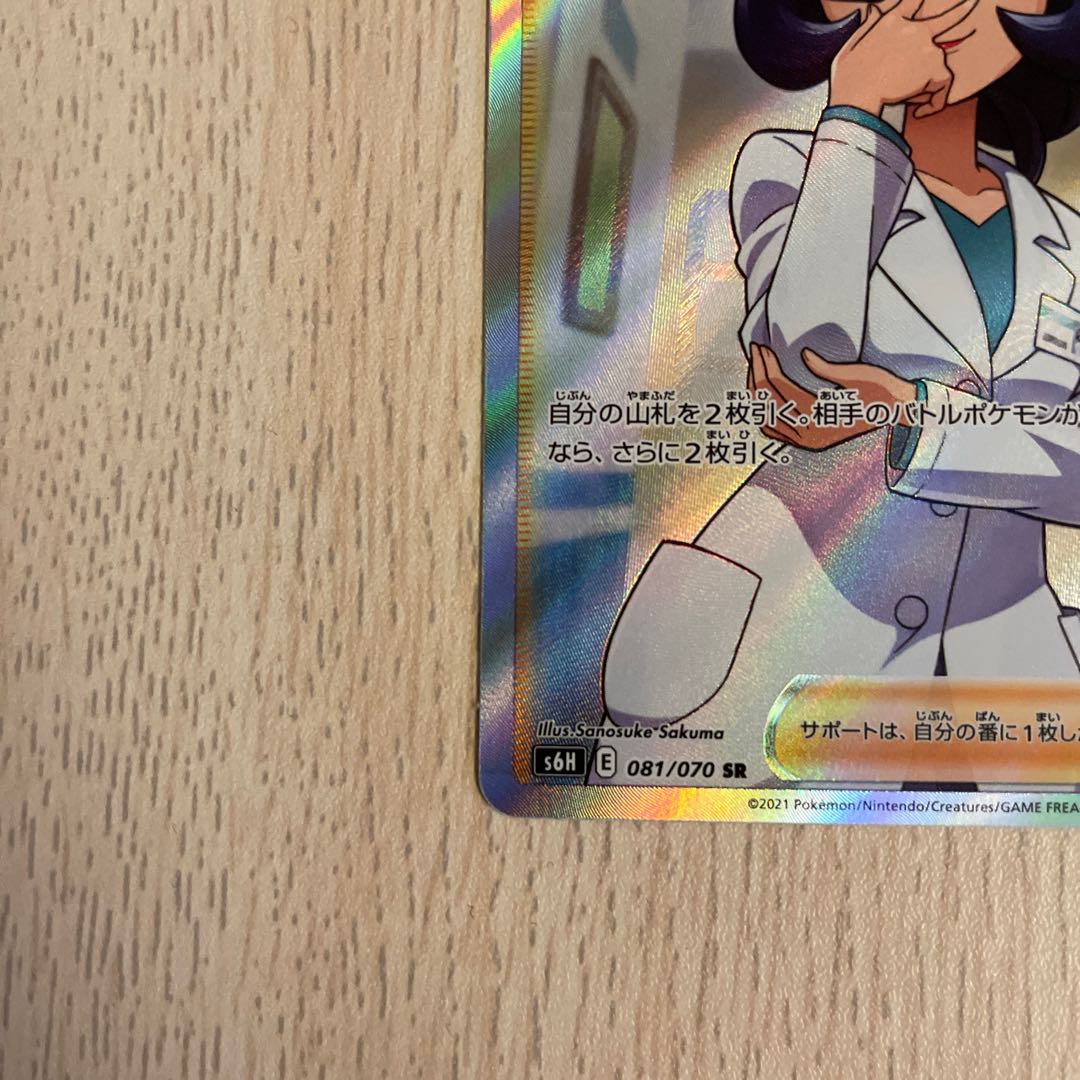 自分の山札を2枚引く。相手のバトルポケモンが
なら、さらに2枚引く。
サポートは、自分の番に1枚し
Illus.Sanosuke Sakuma
s6H E 081/070 SR
©2021 Pokémon/Nintendo/Creatures/GAME FREA